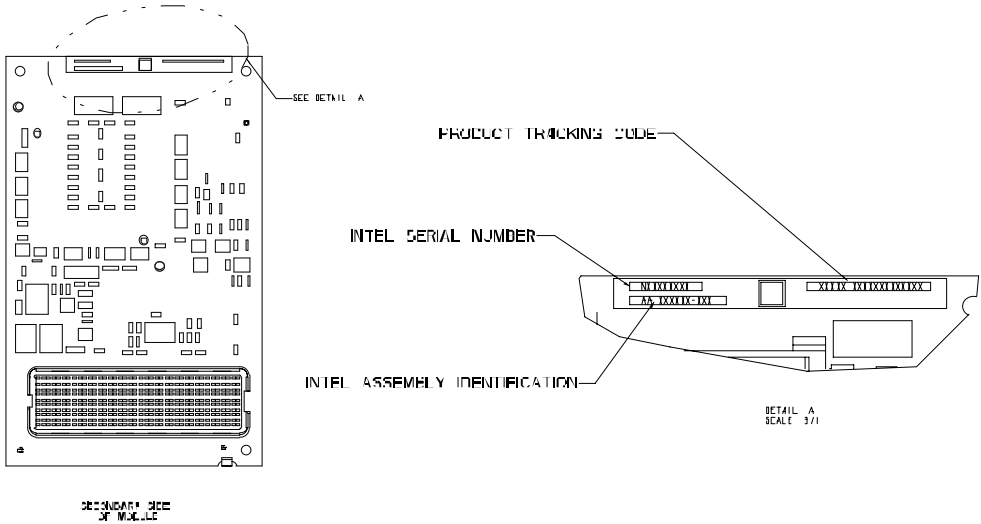 SEE DETAIL A
PRODUCT TRACKING CODE
INTEL SERIAL NUMBER
INTEL ASSEMBLY IDENTIFICATION
DETAIL A
SCALE 3/1
SECONDARY SIDE
OF MODULE